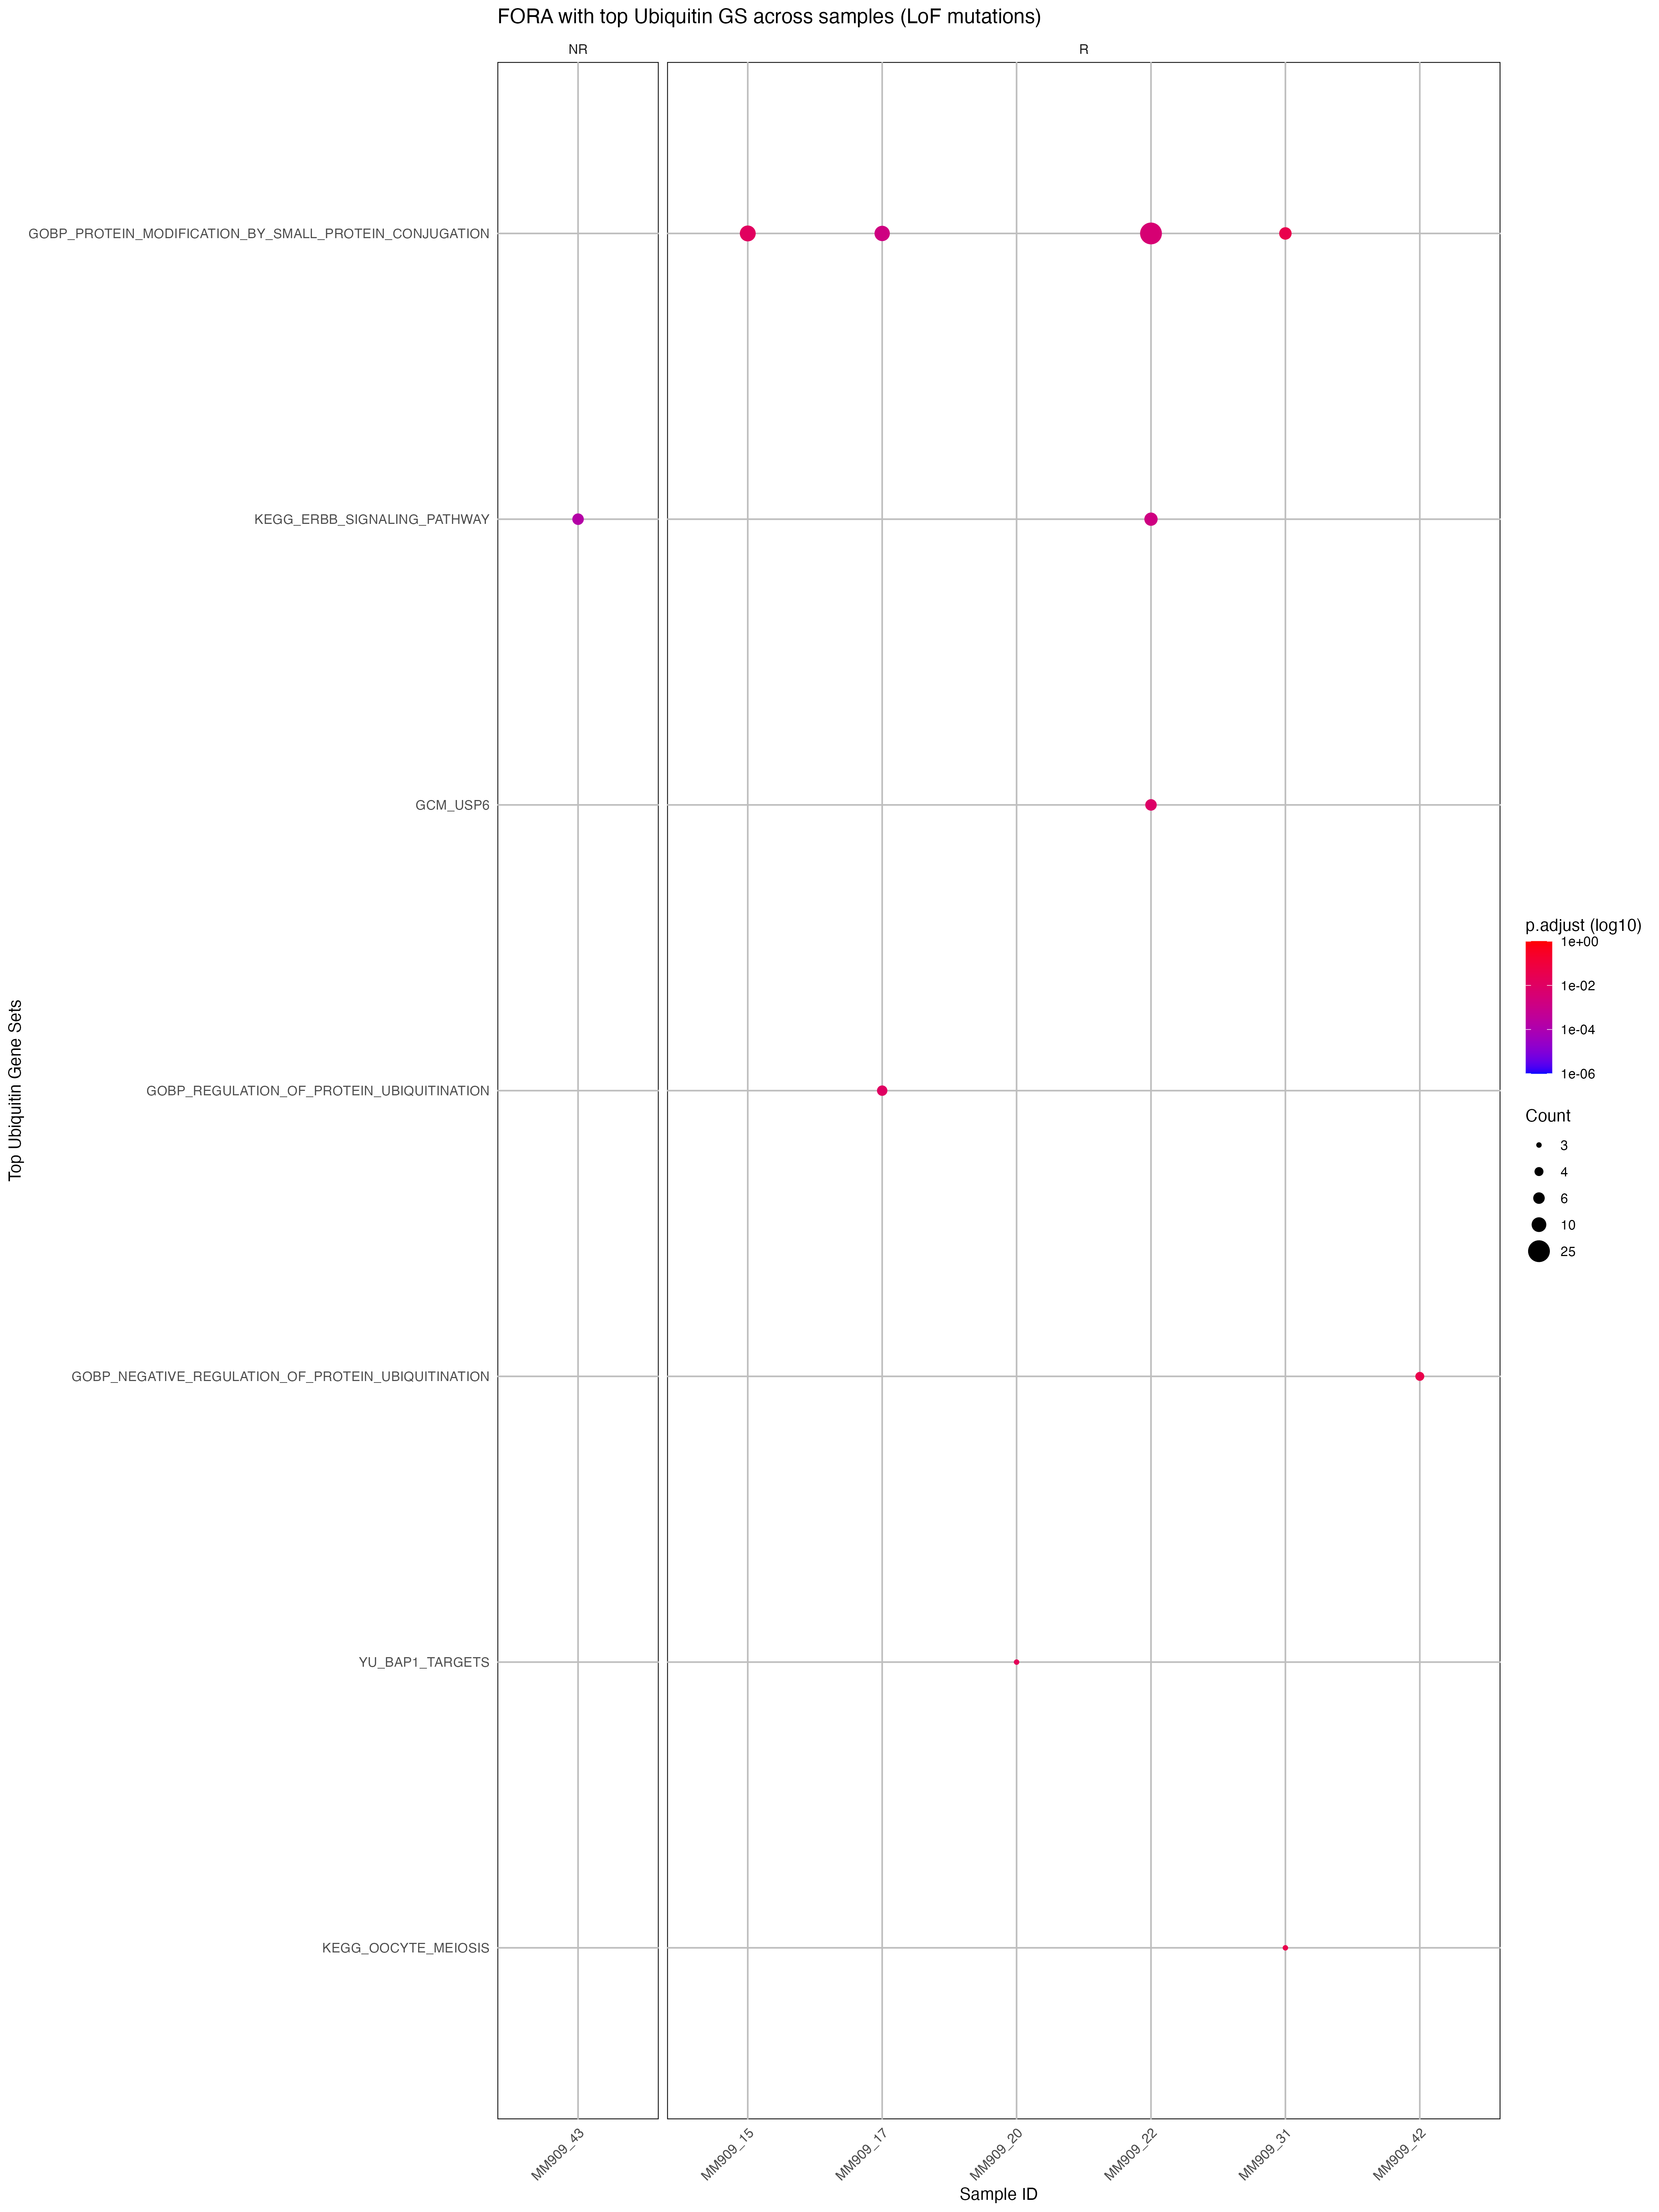 FORA with top Ubiquitin GS across samples (LoF mutations)
NR
R
GOBP_PROTEIN_MODIFICATION_BY_SMALL_PROTEIN_CONJUGATION
KEGG_ERBB_SIGNALING_PATHWAY
GCM_USP6
GOBP_REGULATION_OF_PROTEIN_UBIQUITINATION
GOBP_NEGATIVE_REGULATION_OF_PROTEIN_UBIQUITINATION
YU_BAP1_TARGETS
KEGG_OOCYTE_MEIOSIS
Top Ubiquitin Gene Sets
MM909_43
MM909_15
MM909_17
MM909_20
MM909_22
MM909_31
MM909_42
Sample ID
p.adjust (log10)
1e+00
1e-02
1e-04
1e-06
Count
3
4
6
10
25